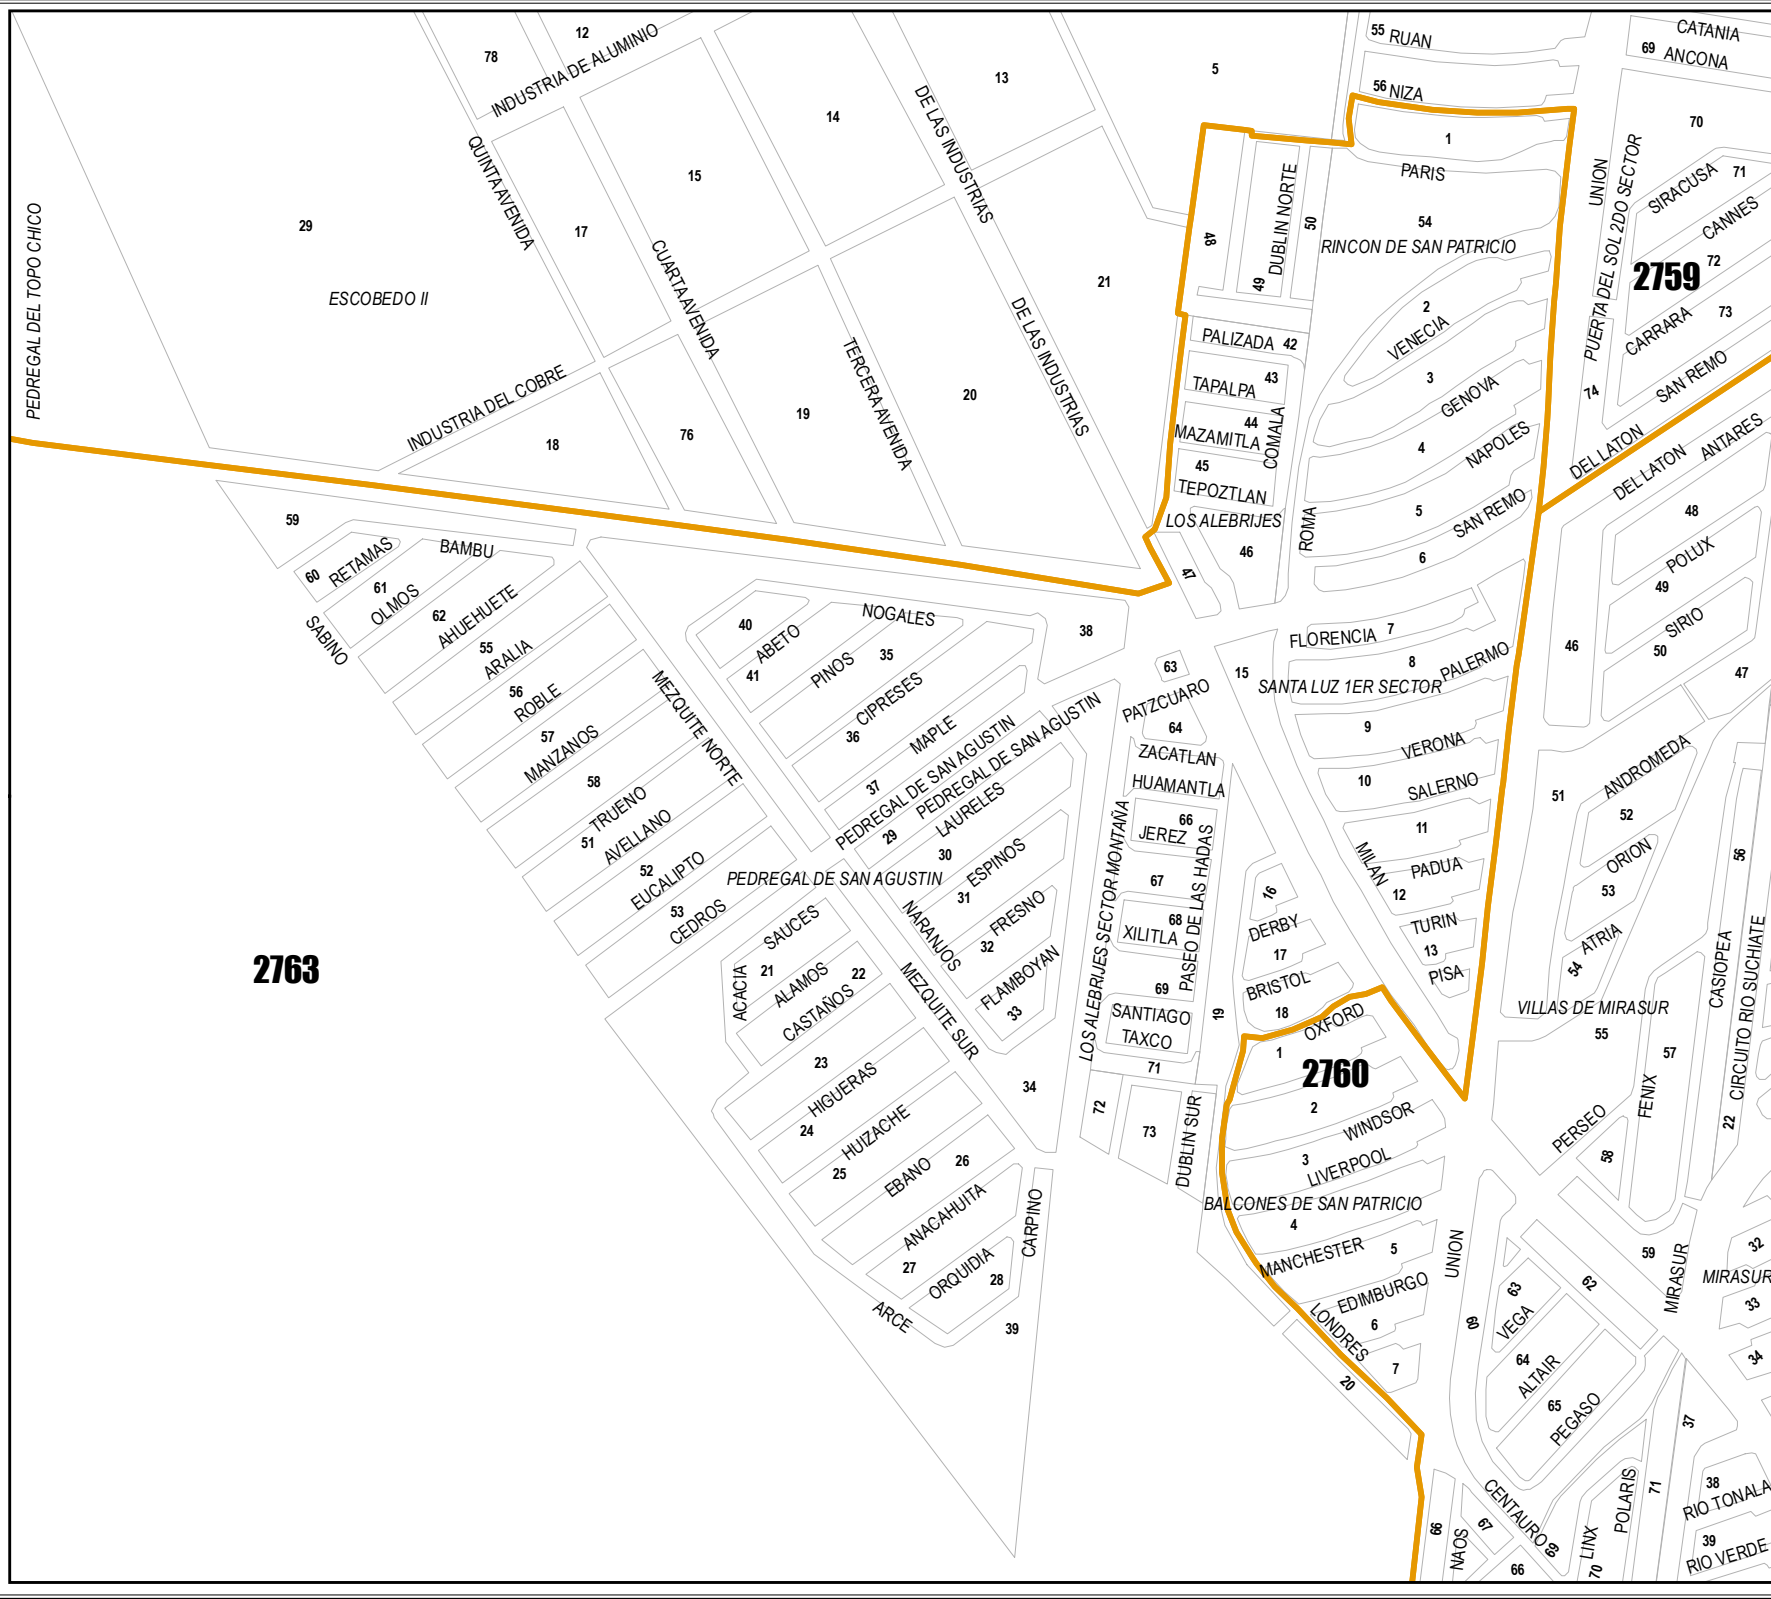 12
78
INDUSTRIA DE ALUMINIO
13
5
55
RUAN
CATANIA
69
ANCONA
56
NIZA
14
DE LAS INDUSTRIAS
1
70
QUINTA AVENIDA
15
PARIS
UNION
PUERTA DEL SOL 2DO SECTOR
SIRACUSA
71
CANNES
PEDREGAL DEL TOPO CHICO
29
17
48
DUBLIN NORTE
50
54
RINCON DE SAN PATRICIO
72
2759
CUARTA AVENIDA
21
49
ESCOBEDO II
2
VENECIA
73
CARRARA
DE LAS INDUSTRIAS
PALIZADA
42
TERCERA AVENIDA
43
TAPALPA
3
GENOVA
SAN REMO
74
INDUSTRIA DEL COBRE
20
19
44
MAZAMITLA
COMALA
18
76
4
NAPOLES
DEL LATON
ANTARES
45
TEPOZTLAN
DEL LATON
59
LOS ALEBRIJES
ROMA
5
SAN REMO
48
BAMBU
46
6
POLUX
RETAMAS
60
61
OLMOS
47
49
62
AHUEHUETE
NOGALES
40
ABETO
38
FLORENCIA
7
SIRIO
SABINO
55
ARALIA
35
41
PINOS
63
15
8
PALERMO
46
50
47
56
ROBLE
MEZQUITE NORTE
CIPRESES
PATZCUARO
SANTA LUZ 1ER SECTOR
57
MANZANOS
36
MAPLE
PEDREGAL DE SAN AGUSTIN
PEDREGAL DE SAN AGUSTIN
64
ZACATLAN
9
VERONA
ANDROMEDA
58
37
HUAMANTLA
10
SALERNO
51
TRUENO
LAURELES
66
JEREZ
52
51
AVELLANO
29
11
ORION
56
52
EUCALIPTO
30
ESPINOS
LOS ALEBRIJES SECTOR MONTAÑA
67
PASEO DE LAS HADAS
MILAN
PADUA
PEDREGAL DE SAN AGUSTIN
31
16
12
53
53
CEDROS
SAUCES
NARANJOS
FRESNO
68
XILITLA
DERBY
TURIN
ATRIA
32
17
13
54
2763
21
ALAMOS
22
FLAMBOYAN
69
BRISTOL
PISA
CASIOPEA
CIRCUITO RIO SUCHIATE
ACACIA
CASTAÑOS
MEZQUITE SUR
33
SANTIAGO
19
18
OXFORD
VILLAS DE MIRASUR
TAXCO
55
57
23
71
1
2760
HIGUERAS
34
72
2
24
HUIZACHE
73
DUBLIN SUR
WINDSOR
PERSEO
FENIX
22
25
EBANO
26
3
LIVERPOOL
58
ANACAHUITA
CARPINO
BALCONES DE SAN PATRICIO
4
27
ORQUIDIA
28
MANCHESTER
5
UNION
59
MIRASUR
32
MIRASUR
62
EDIMBURGO
63
33
ARCE
39
LONDRES
6
60
VEGA
7
64
ALTAIR
34
20
65
PEGASO
37
38
RIO TONALA
CENTAURO
POLARIS
71
66
67
NAOS
69
LINX
39
RIO VERDE
66
70